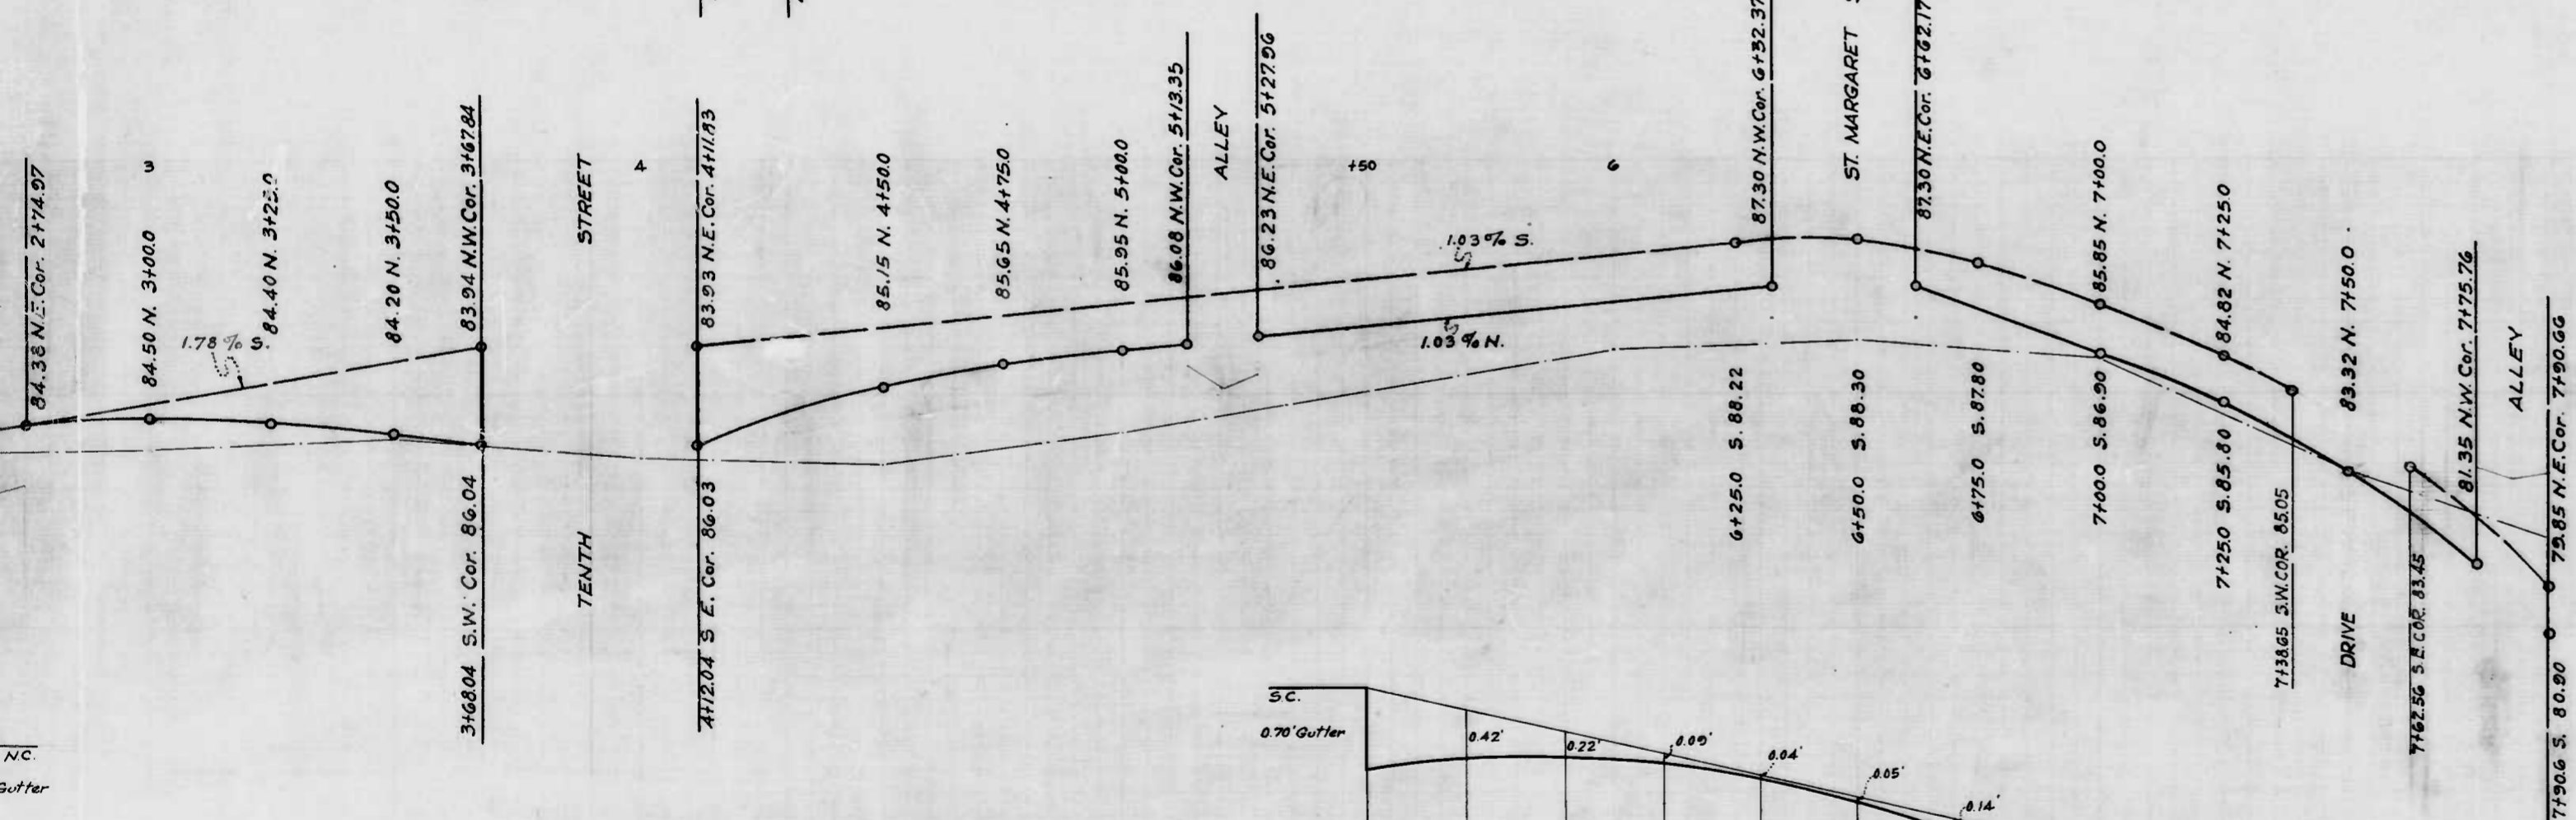 84.38 N.E. Cor. 2+74.97
3
84.50 N. 3+00.0
1.78 % S.
84.40 N. 3+25.0
84.20 N. 3+50.0
83.94 N.W. Cor. 3+67.84
3+68.04 S.W. Cor. 86.04
TENTH STREET
4
83.93 N.E. Cor. 4+11.83
4+12.04 S E. Cor. 86.03
85.15 N. 4+50.0
85.65 N. 4+75.0
85.95 N. 5+00.0
86.08 N.W. Cor. 5+13.35
ALLEY
86.23 N.E. Cor. 5+27.96
+50
1.03 % S.
1.03 % N.
6
6+25.0 S. 88.22
87.30 N.W. Cor. 6+32.37
ST. MARGARET
6+50.0 S. 88.30
87.30 N.E. Cor. 6+62.17
6+75.0 S. 87.80
85.85 N. 7+00.0
7+00.0 S. 86.90
84.82 N. 7+25.0
7+25.0 S. 85.80
7+38.65 S.W. COR. 85.05
83.32 N. 7+50.0
DRIVE
7+62.56 S.E. COR. 83.45
81.35 N.W. Cor. 7+75.76
ALLEY
79.85 N.E. Cor. 7+90.66
7+90.6 S. 80.90
N.C.
Gutter
S.C.
0.70' Gutter
0.42'
0.22'
0.09'
0.04'
0.05'
0.14'